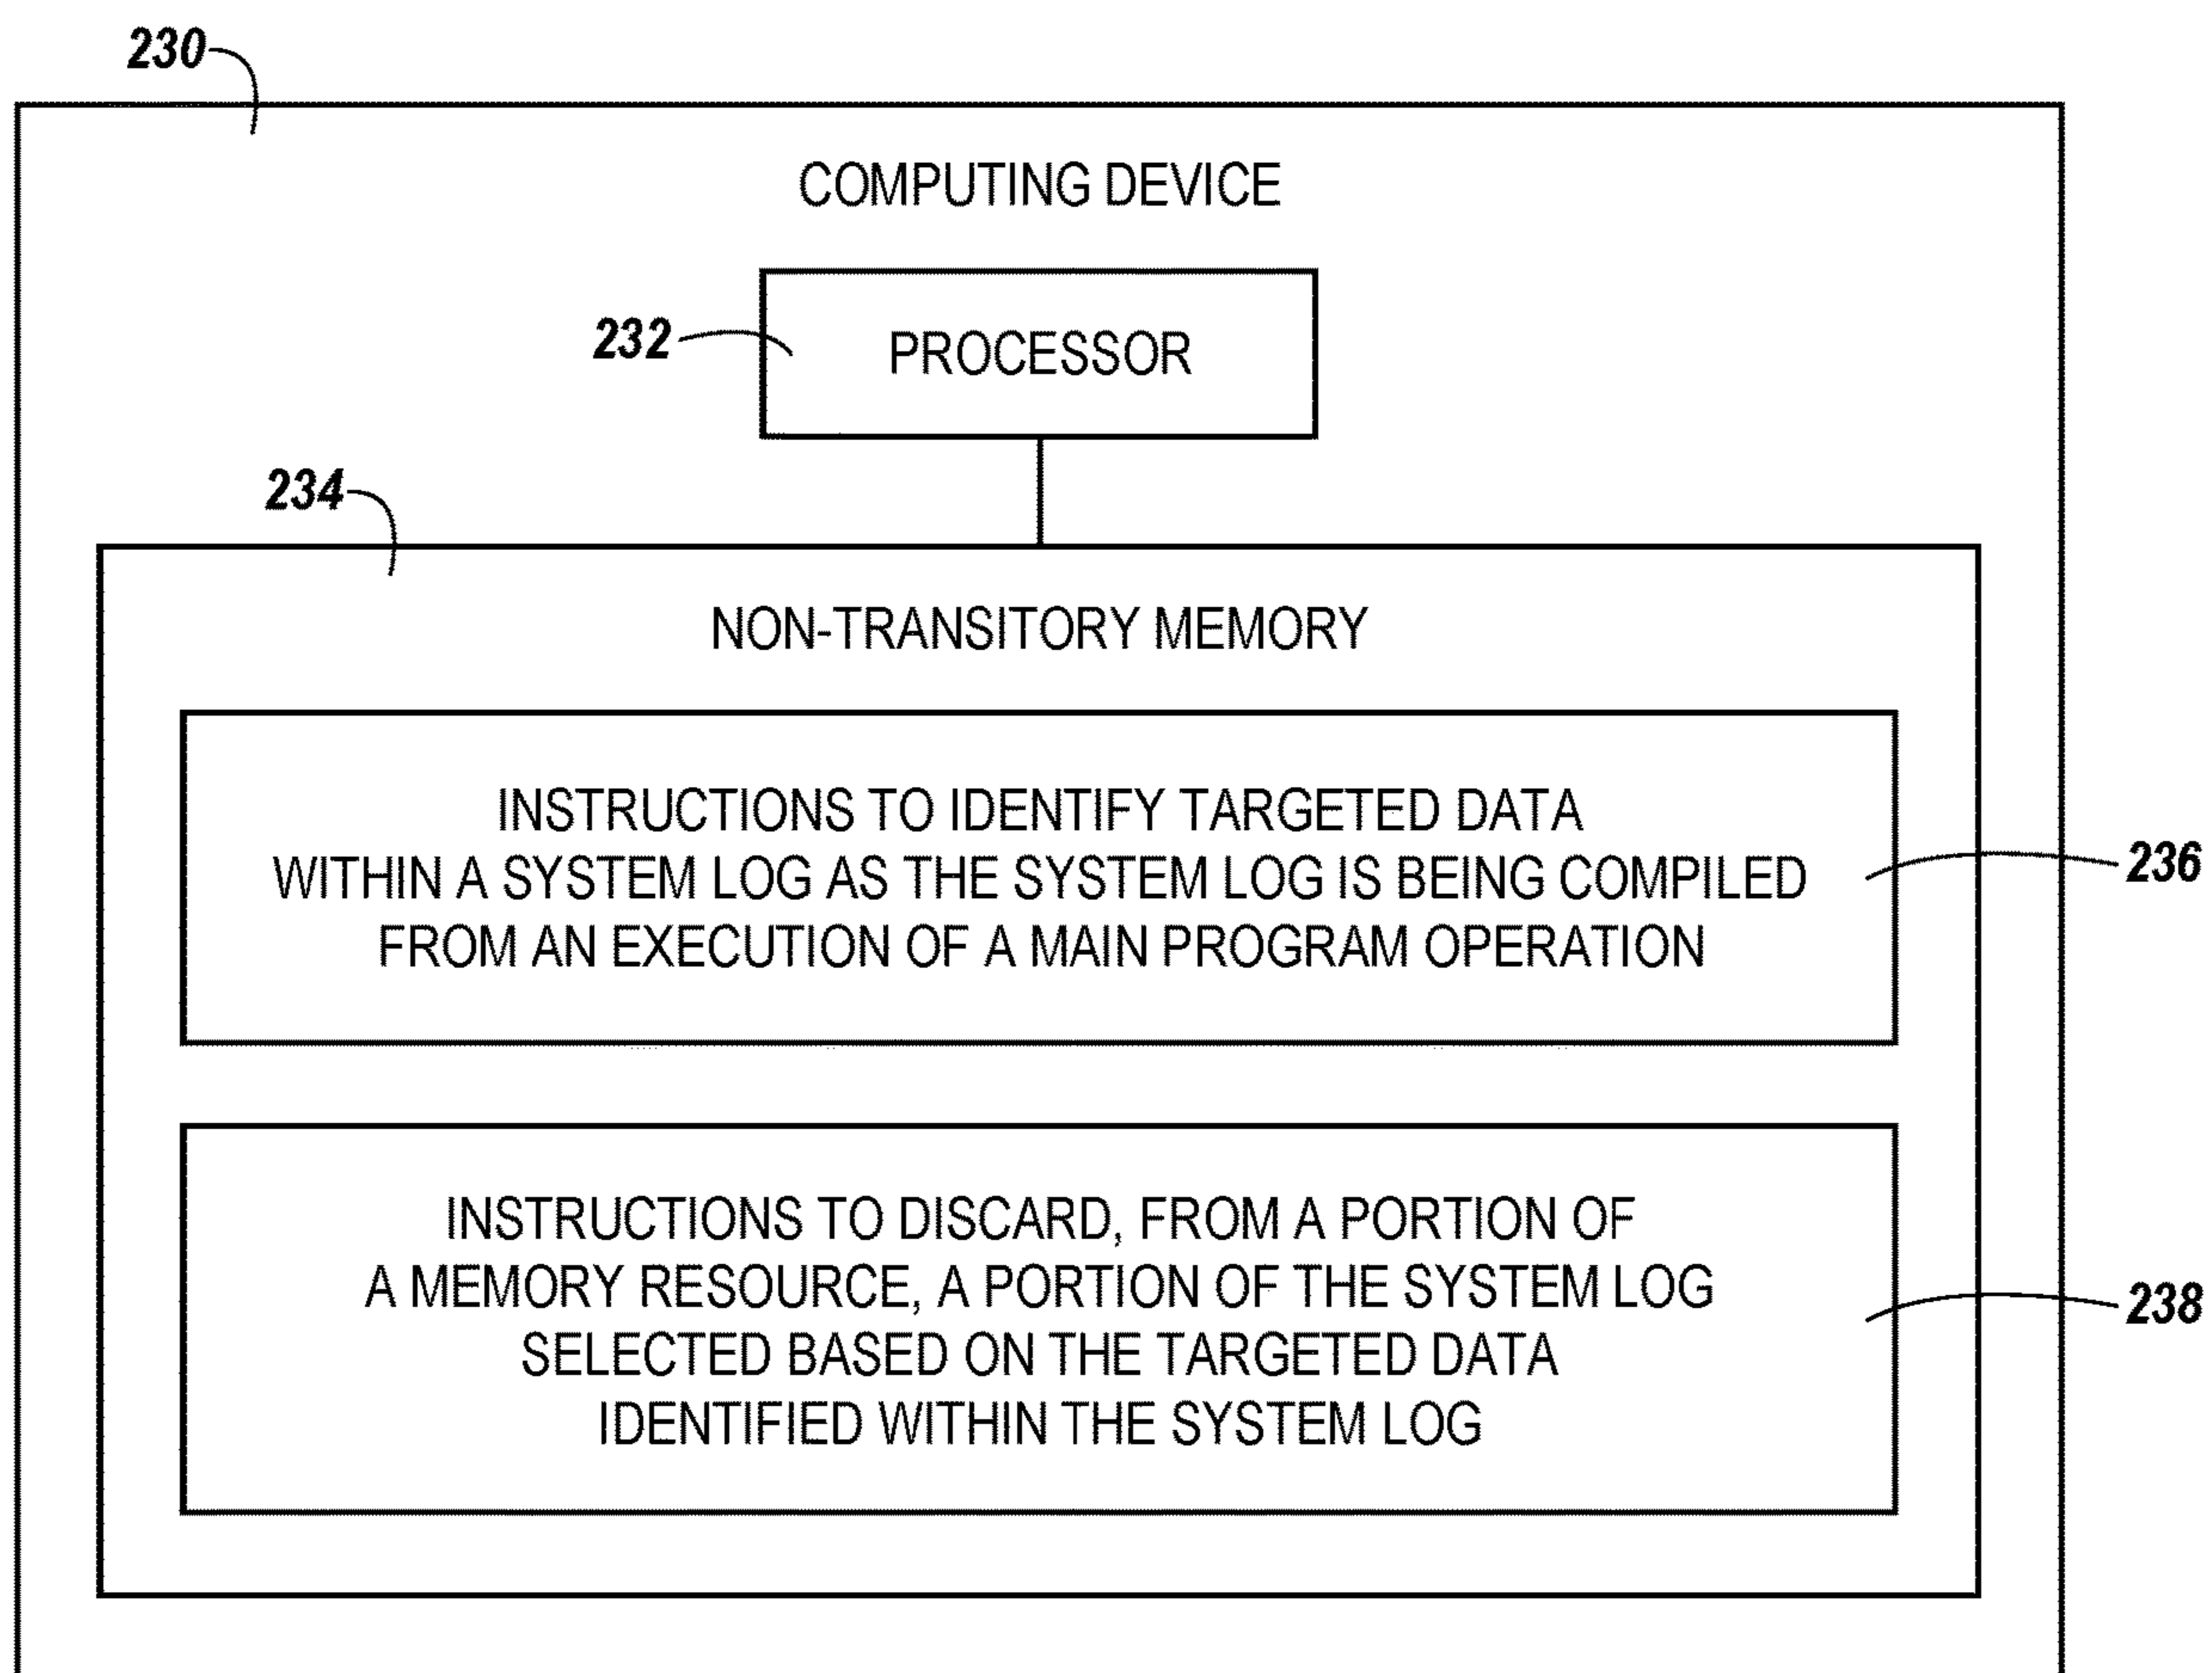 230
COMPUTING DEVICE
232
PROCESSOR
234
NON-TRANSITORY MEMORY
INSTRUCTIONS TO IDENTIFY TARGETED DATA
WITHIN A SYSTEM LOG AS THE SYSTEM LOG IS BEING COMPILED
FROM AN EXECUTION OF A MAIN PROGRAM OPERATION
236
INSTRUCTIONS TO DISCARD, FROM A PORTION OF
A MEMORY RESOURCE, A PORTION OF THE SYSTEM LOG
SELECTED BASED ON THE TARGETED DATA
IDENTIFIED WITHIN THE SYSTEM LOG
238